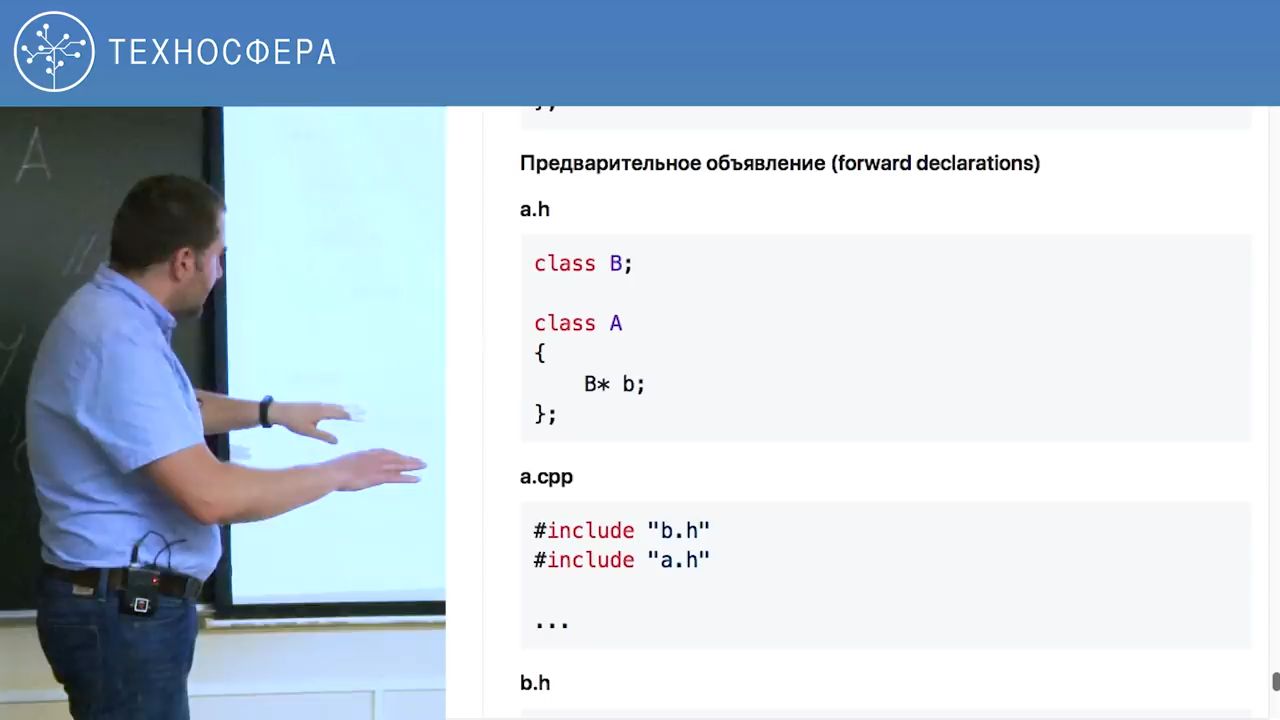 ТЕХНОСФЕРА
A
Предварительное объявление (forward declarations)
a.h
class B;
class A
{
B* b;
};
a.cpp
#include "b.h"
#include "a.h"
...
b.h